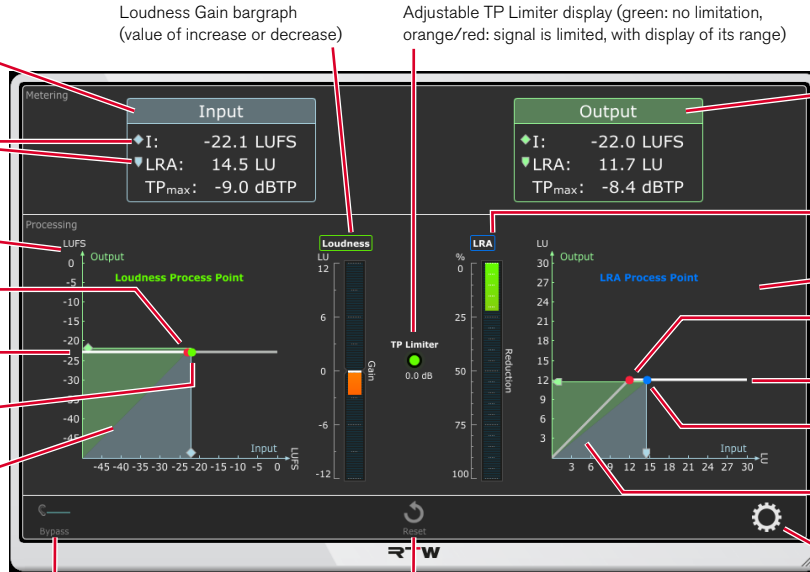 Loudness Gain bargraph
(value of increase or decrease)
Adjustable TP Limiter display (green: no limitation,
orange/red: signal is limited, with display of its range)
Metering
Input
I: -22.1 LUFS
LRA: 14.5 LU
TPmax: -9.0 dBTP
Output
I: -22.0 LUFS
LRA: 11.7 LU
TPmax: -8.4 dBTP
Processing
LUFS
Output
Loudness Process Point
0
-5
-10
-15
-20
-25
-30
-35
-40
-45
Input
-45 -40 -35 -30 -25 -20 -15 -10 -5 0
LUFS
Loudness
LU
12
6
0
-6
-12
Gain
TP Limiter
0.0 dB
LRA
%
0
25
50
75
100
Reduction
LU
Output
LRA Process Point
30
27
24
21
18
15
12
9
6
3
Input
3 6 9 12 15 18 21 24 27 30
LU
Bypass
Reset
RTW